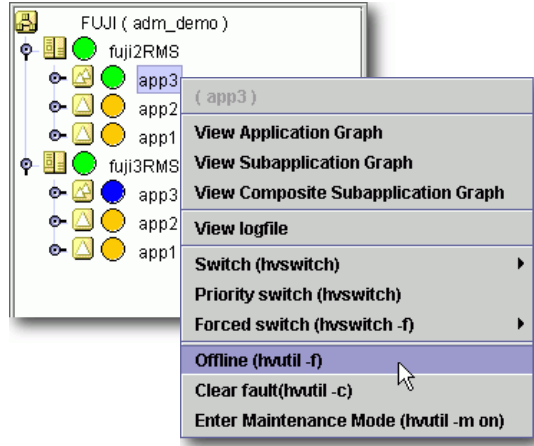 FUJI ( adm_demo )
fuji2RMS
app3
app2
app1
fuji3RMS
app3
app2
app1
( app3 )
View Application Graph
View Subapplication Graph
View Composite Subapplication Graph
View logfile
Switch (hvswitch)
Priority switch (hvswitch)
Forced switch (hvswitch -f)
Offline (hvutil -f)
Clear fault(hvutil -c)
Enter Maintenance Mode (hvutil -m on)